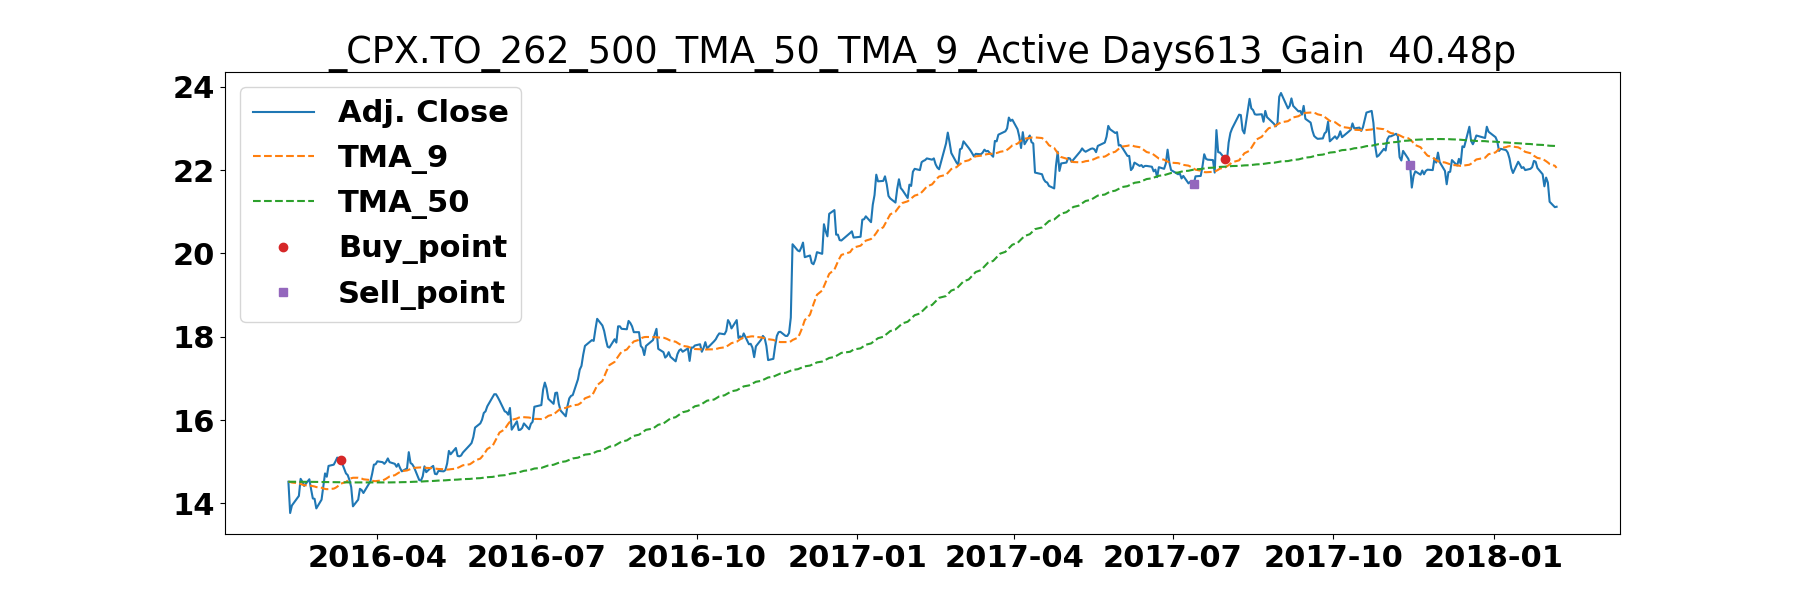 _CPX.TO_262_500_TMA_50_TMA_9_Active Days613_Gain  40.48p
24
22
20
18
16
14
Adj. Close
TMA_9
TMA_50
Buy_point
Sell_point
2016-04 2016-07 2016-10 2017-01 2017-04 2017-07 2017-10 2018-01